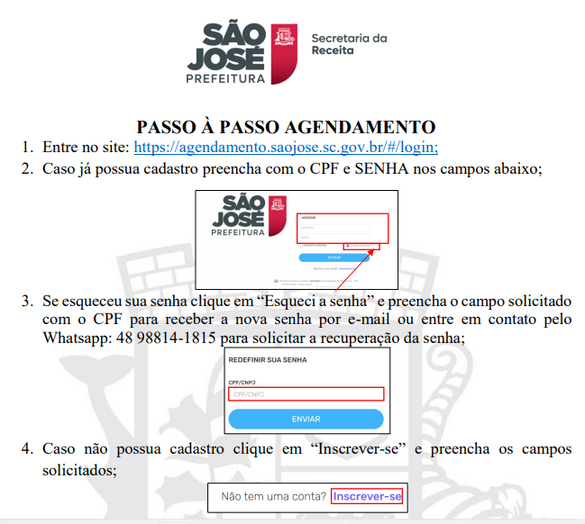 SÃO
JOSÉ
PREFEITURA
Secretaria da
Receita
PASSO À PASSO AGENDAMENTO
1. Entre no site: https://agendamento.saojose.sc.gov.br/#/login;
2. Caso já possua cadastro preencha com o CPF e SENHA nos campos abaixo;
SÃO
JOSÉ
PREFEITURA
ACESSAR
ENTRAR
3. Se esqueceu sua senha clique em “Esqueci a senha” e preencha o campo solicitado
com o CPF para receber a nova senha por e-mail ou entre em contato pelo
Whatsapp: 48 98814-1815 para solicitar a recuperação da senha;
REDEFINIR SUA SENHA
CPF/CNPJ
CPF/CNPJ
ENVIAR
4. Caso não possua cadastro clique em “Inscrever-se” e preencha os campos
solicitados;
Não tem uma conta? Inscrever-se